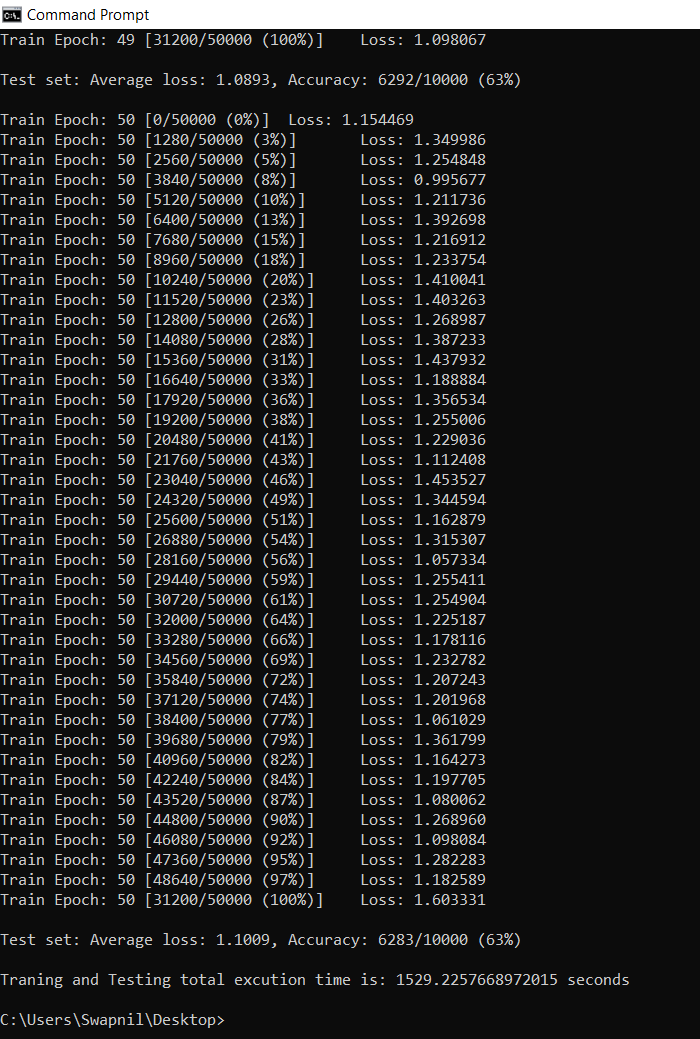 Command Prompt
Train Epoch: 49 [31200/50000 (100%)] Loss: 1.098067
Test set: Average loss: 1.0893, Accuracy: 6292/10000 (63%)
Train Epoch: 50 [0/50000 (0%)] Loss: 1.154469
Train Epoch: 50 [1280/50000 (3%)] Loss: 1.349986
Train Epoch: 50 [2560/50000 (5%)] Loss: 1.254848
Train Epoch: 50 [3840/50000 (8%)] Loss: 0.995677
Train Epoch: 50 [5120/50000 (10%)] Loss: 1.211736
Train Epoch: 50 [6400/50000 (13%)] Loss: 1.392698
Train Epoch: 50 [7680/50000 (15%)] Loss: 1.216912
Train Epoch: 50 [8960/50000 (18%)] Loss: 1.233754
Train Epoch: 50 [10240/50000 (20%)] Loss: 1.410041
Train Epoch: 50 [11520/50000 (23%)] Loss: 1.403263
Train Epoch: 50 [12800/50000 (26%)] Loss: 1.268987
Train Epoch: 50 [14080/50000 (28%)] Loss: 1.387233
Train Epoch: 50 [15360/50000 (31%)] Loss: 1.437932
Train Epoch: 50 [16640/50000 (33%)] Loss: 1.188884
Train Epoch: 50 [17920/50000 (36%)] Loss: 1.356534
Train Epoch: 50 [19200/50000 (38%)] Loss: 1.255006
Train Epoch: 50 [20480/50000 (41%)] Loss: 1.229036
Train Epoch: 50 [21760/50000 (43%)] Loss: 1.112408
Train Epoch: 50 [23040/50000 (46%)] Loss: 1.453527
Train Epoch: 50 [24320/50000 (49%)] Loss: 1.344594
Train Epoch: 50 [25600/50000 (51%)] Loss: 1.162879
Train Epoch: 50 [26880/50000 (54%)] Loss: 1.315307
Train Epoch: 50 [28160/50000 (56%)] Loss: 1.057334
Train Epoch: 50 [29440/50000 (59%)] Loss: 1.255411
Train Epoch: 50 [30720/50000 (61%)] Loss: 1.254904
Train Epoch: 50 [32000/50000 (64%)] Loss: 1.225187
Train Epoch: 50 [33280/50000 (66%)] Loss: 1.178116
Train Epoch: 50 [34560/50000 (69%)] Loss: 1.232782
Train Epoch: 50 [35840/50000 (72%)] Loss: 1.207243
Train Epoch: 50 [37120/50000 (74%)] Loss: 1.201968
Train Epoch: 50 [38400/50000 (77%)] Loss: 1.061029
Train Epoch: 50 [39680/50000 (79%)] Loss: 1.361799
Train Epoch: 50 [40960/50000 (82%)] Loss: 1.164273
Train Epoch: 50 [42240/50000 (84%)] Loss: 1.197705
Train Epoch: 50 [43520/50000 (87%)] Loss: 1.080062
Train Epoch: 50 [44800/50000 (90%)] Loss: 1.268960
Train Epoch: 50 [46080/50000 (92%)] Loss: 1.098084
Train Epoch: 50 [47360/50000 (95%)] Loss: 1.282283
Train Epoch: 50 [48640/50000 (97%)] Loss: 1.182589
Train Epoch: 50 [31200/50000 (100%)] Loss: 1.603331
Test set: Average loss: 1.1009, Accuracy: 6283/10000 (63%)
Traning and Testing total excution time is: 1529.2257668972015 seconds
C:\Users\Swapnil\Desktop>